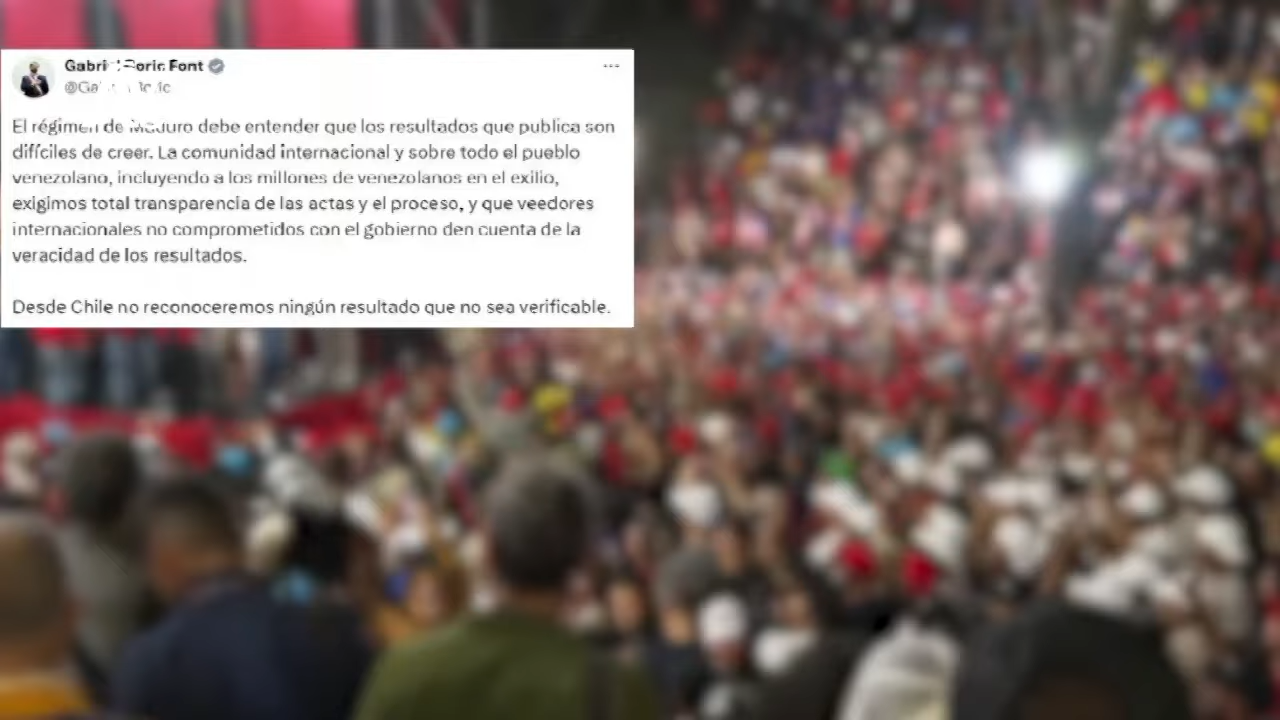 Font
El régimen de debe entender que los resultados que publica son
difíciles de creer. La comunidad internacional y sobre todo el pueblo
venezolano, incluyendo a los millones de venezolanos en el exilio,
exigimos total transparencia de las actas y el proceso, y que veedores
internacionales no comprometidos con el gobierno den cuenta de la
veracidad de los resultados.
Desde Chile no reconoceremos ningún resultado que no sea verificable.